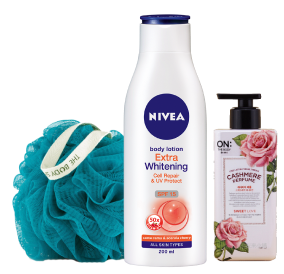 THE BODY S
NIVEA
body lotion
Extra
Whitening
Cell Repair
& UV Protect
SPF 15
50x
ALL SKIN TYPES
200 ml
ON:
CASHMERE
PERFUME
SWEET LOVE